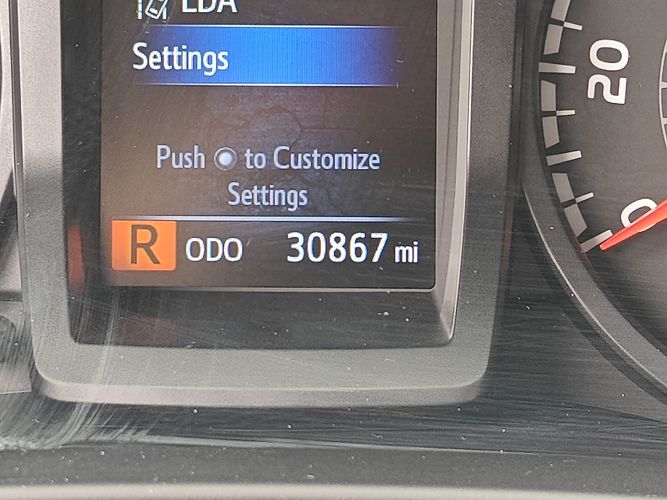 LDA
Settings
Push to Customize
Settings
R ODO 30867 mi
20
0